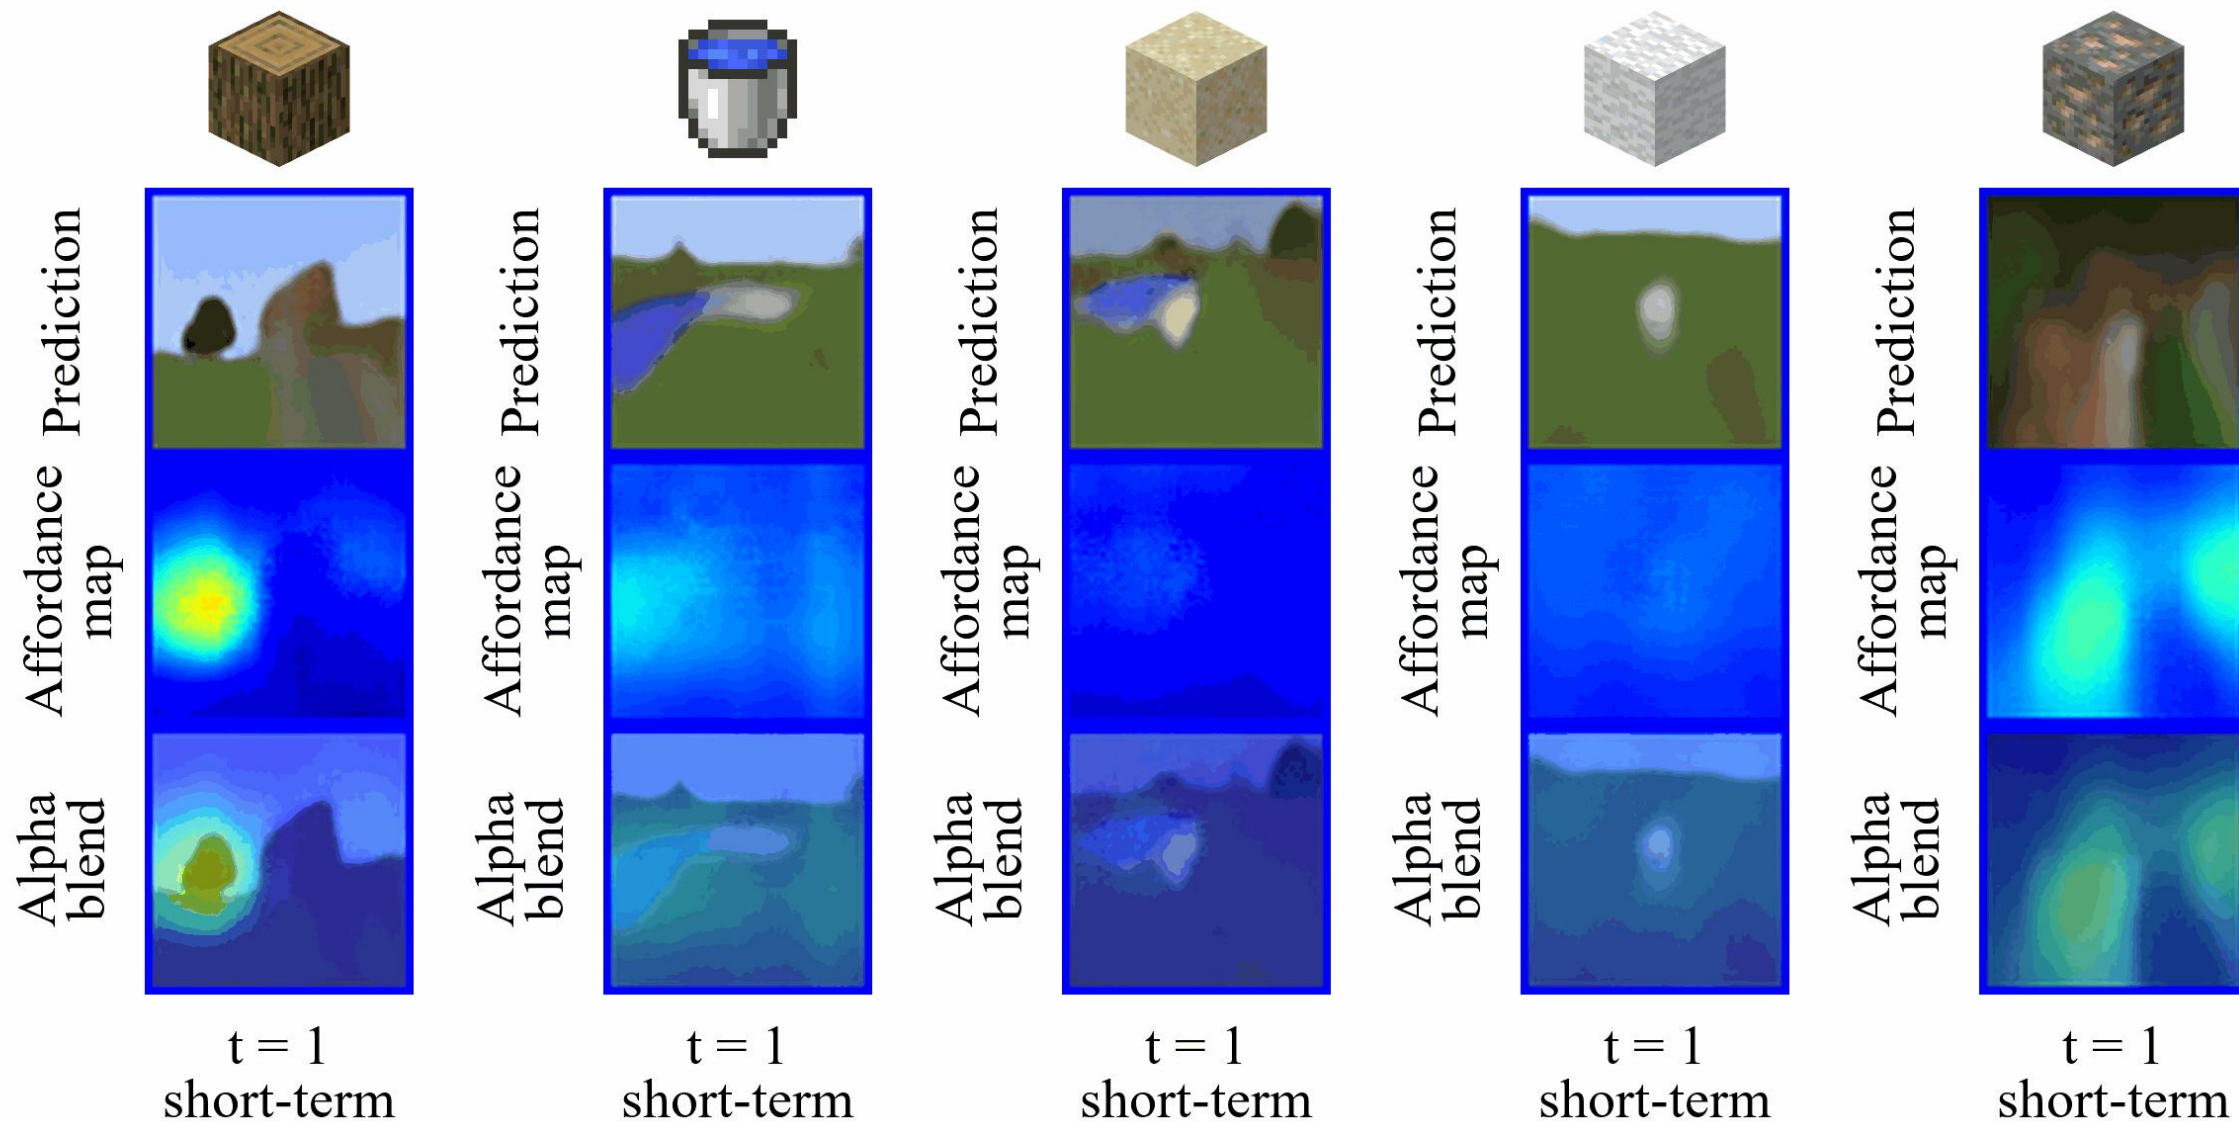 Prediction
Affordance
map
Alpha
blend
t = 1
short-term
Prediction
Affordance
map
Alpha
blend
t = 1
short-term
Prediction
Affordance
map
Alpha
blend
t = 1
short-term
Prediction
Affordance
map
Alpha
blend
t = 1
short-term
Prediction
Affordance
map
Alpha
blend
t = 1
short-term